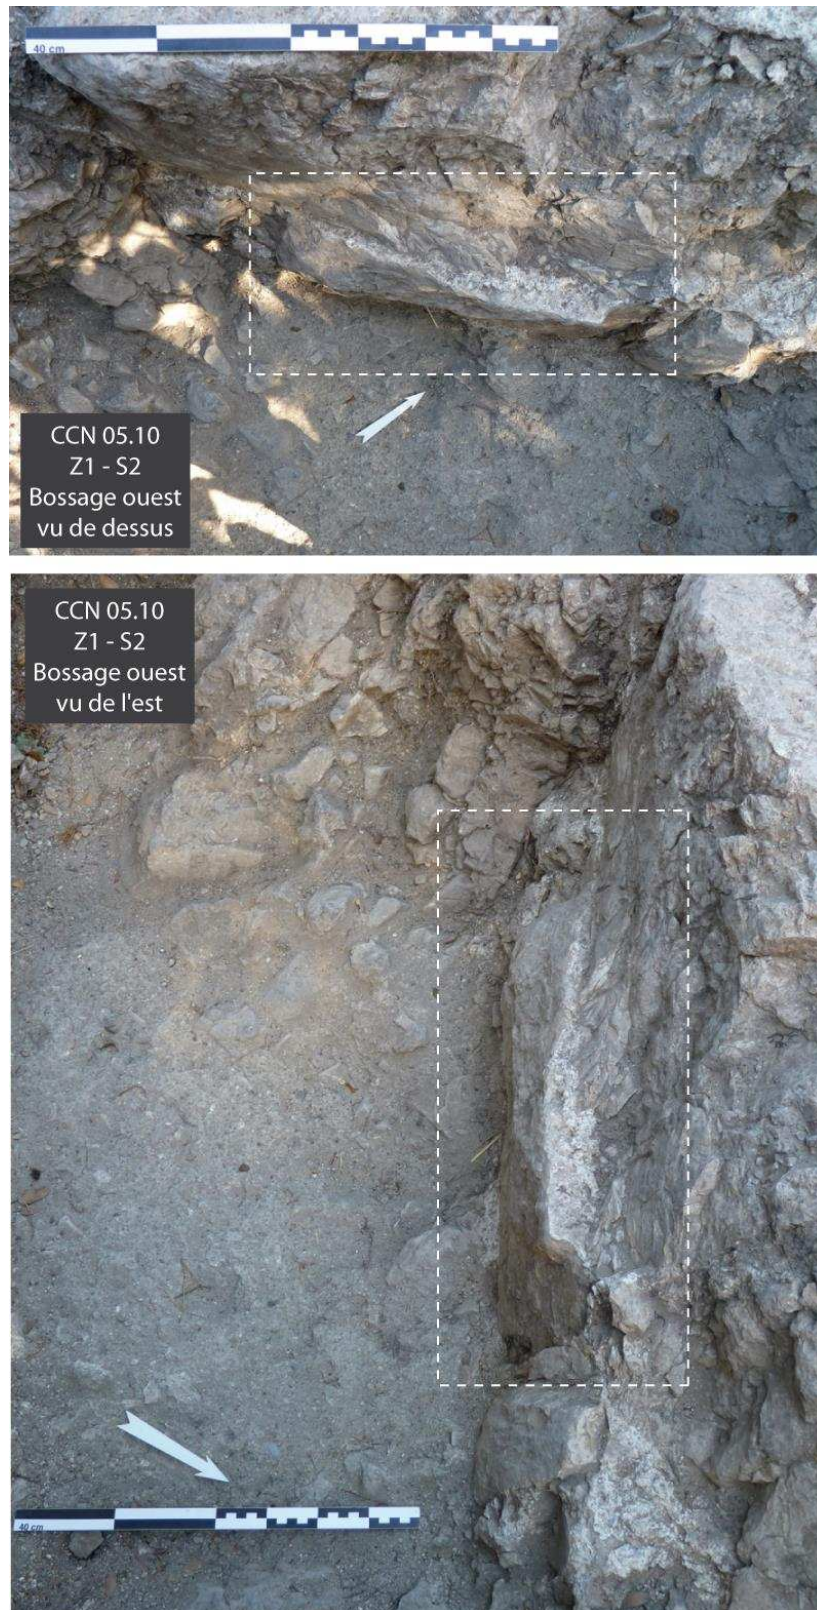 40 cm
CCN 05.10
Z1 - S2
Bossage ouest
vu de dessus
CCN 05.10
Z1 - S2
Bossage ouest
vu de l'est
40 cm